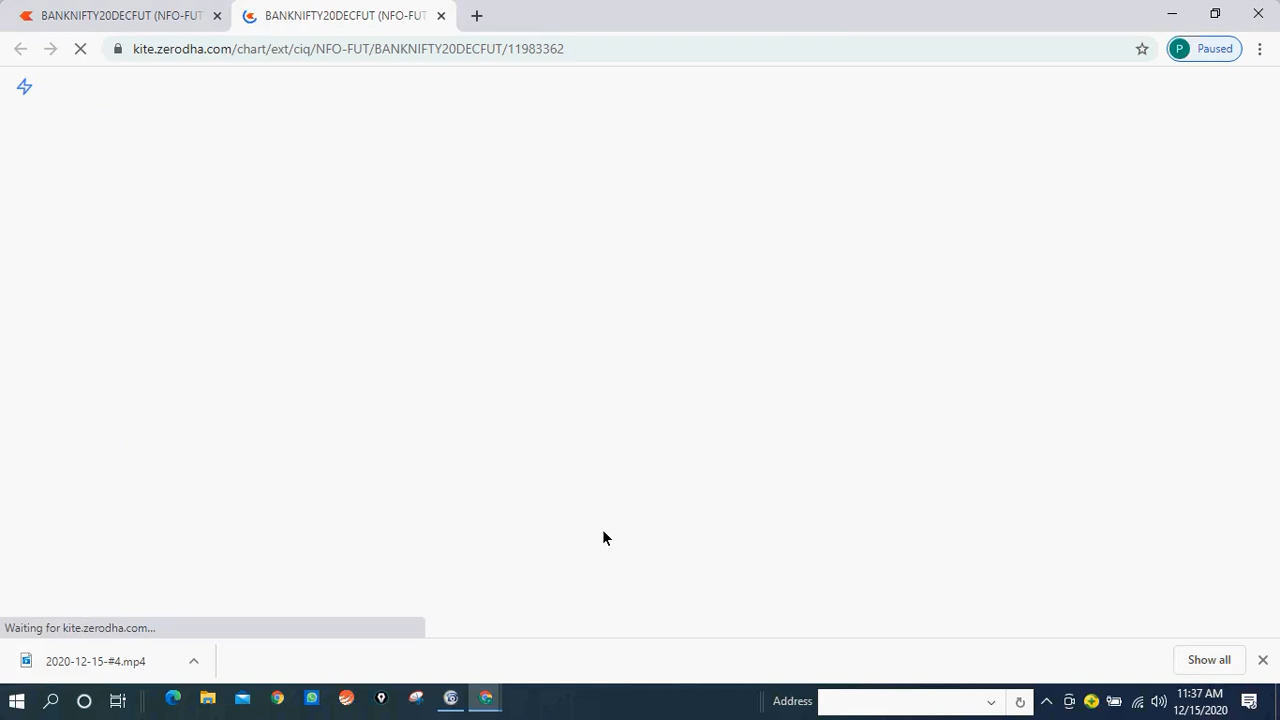 BANKNIFTY20DECFUT (NFO-FUT
BANKNIFTY20DECFUT (NFO-FUT
kite.zerodha.com/chart/ext/ciq/NFO-FUT/BANKNIFTY20DECFUT/11983362
P Paused
Waiting for kite.zerodha.com...
2020-12-15-#4.mp4
Show all
Address
11:37 AM
12/15/2020